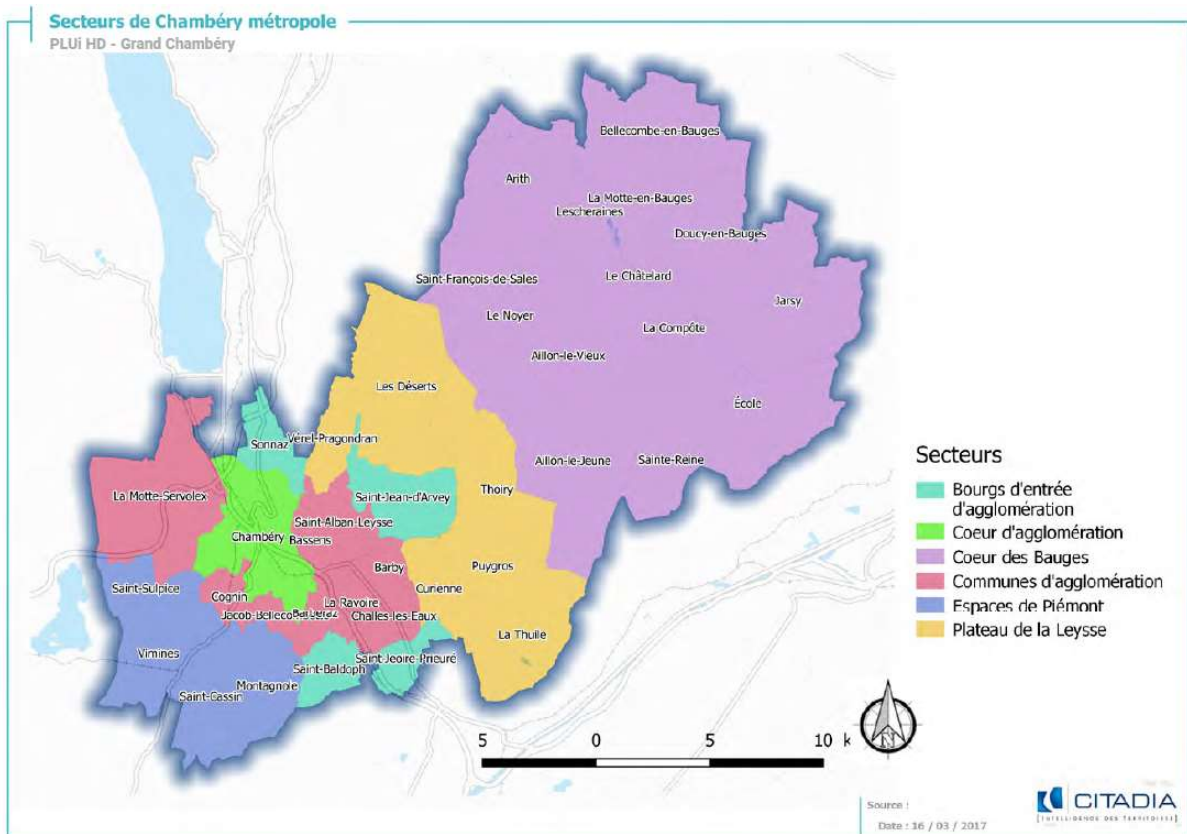 Secteurs de Chambéry métropole
PLUi HD - Grand Chambéry
Bellecombe-en-Bauges
Arith
La Motte-en-Bauges
Lescheraines
Doucy-en-Bauges
Saint-François-de-Sales
Le Châtelard
Jarsy
Le Noyer
La Compôte
Aillon-le-Vieux
Les Déserts
École
Sonnaz
Vérel-Pragondran
Aillon-le-Jeune
Sainte-Reine
La Motte-Servolex
Saint-Jean-d'Arvey
Thoiry
Saint-Alban-Leysse
Chambéry
Bassens
Barby
Puygros
Saint-Sulpice
Curienne
Cognin
La Ravoire
Jacob-Belleco
Barberaz
Challes-les-Eaux
La Thuile
Vimines
Saint-Jeoire-Prieuré
Saint-Baldoph
Montagnole
Saint-Cassin
Secteurs
Bourgs d'entrée
d'agglomération
Coeur d'agglomération
Coeur des Bauges
Communes d'agglomération
Espaces de Piémont
Plateau de la Leysse
5 0 5 10 k
N
Source :
Date : 16 / 03 / 2017
CITADIA
[INTELLIGENCE DES TERRITOIRES]